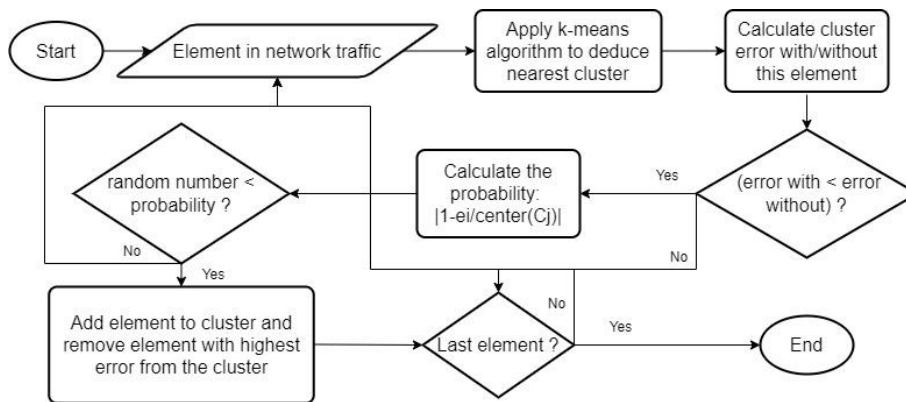 Start
Element in network traffic
Apply k-means
algorithm to deduce
nearest cluster
Calculate cluster
error with/without
this element
(error with < error
without) ?
Yes
No
Calculate the
probability:
|1-ei/center(Cj)|
random number <
probability ?
No
Yes
Add element to cluster and
remove element with highest
error from the cluster
Last element ?
No
Yes
End